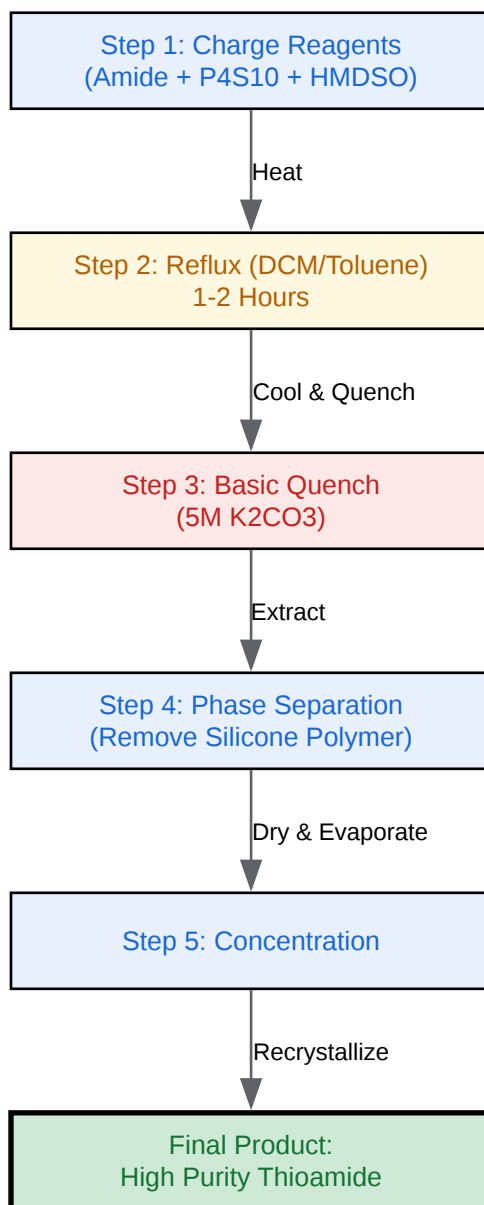 Step 1: Charge Reagents
(Amide + P4S10 + HMDSO)
Heat
Step 2: Reflux (DCM/Toluene)
1-2 Hours
Cool & Quench
Step 3: Basic Quench
(5M K2CO3)
Extract
Step 4: Phase Separation
(Remove Silicone Polymer)
Dry & Evaporate
Step 5: Concentration
Recrystallize
Final Product:
High Purity Thioamide